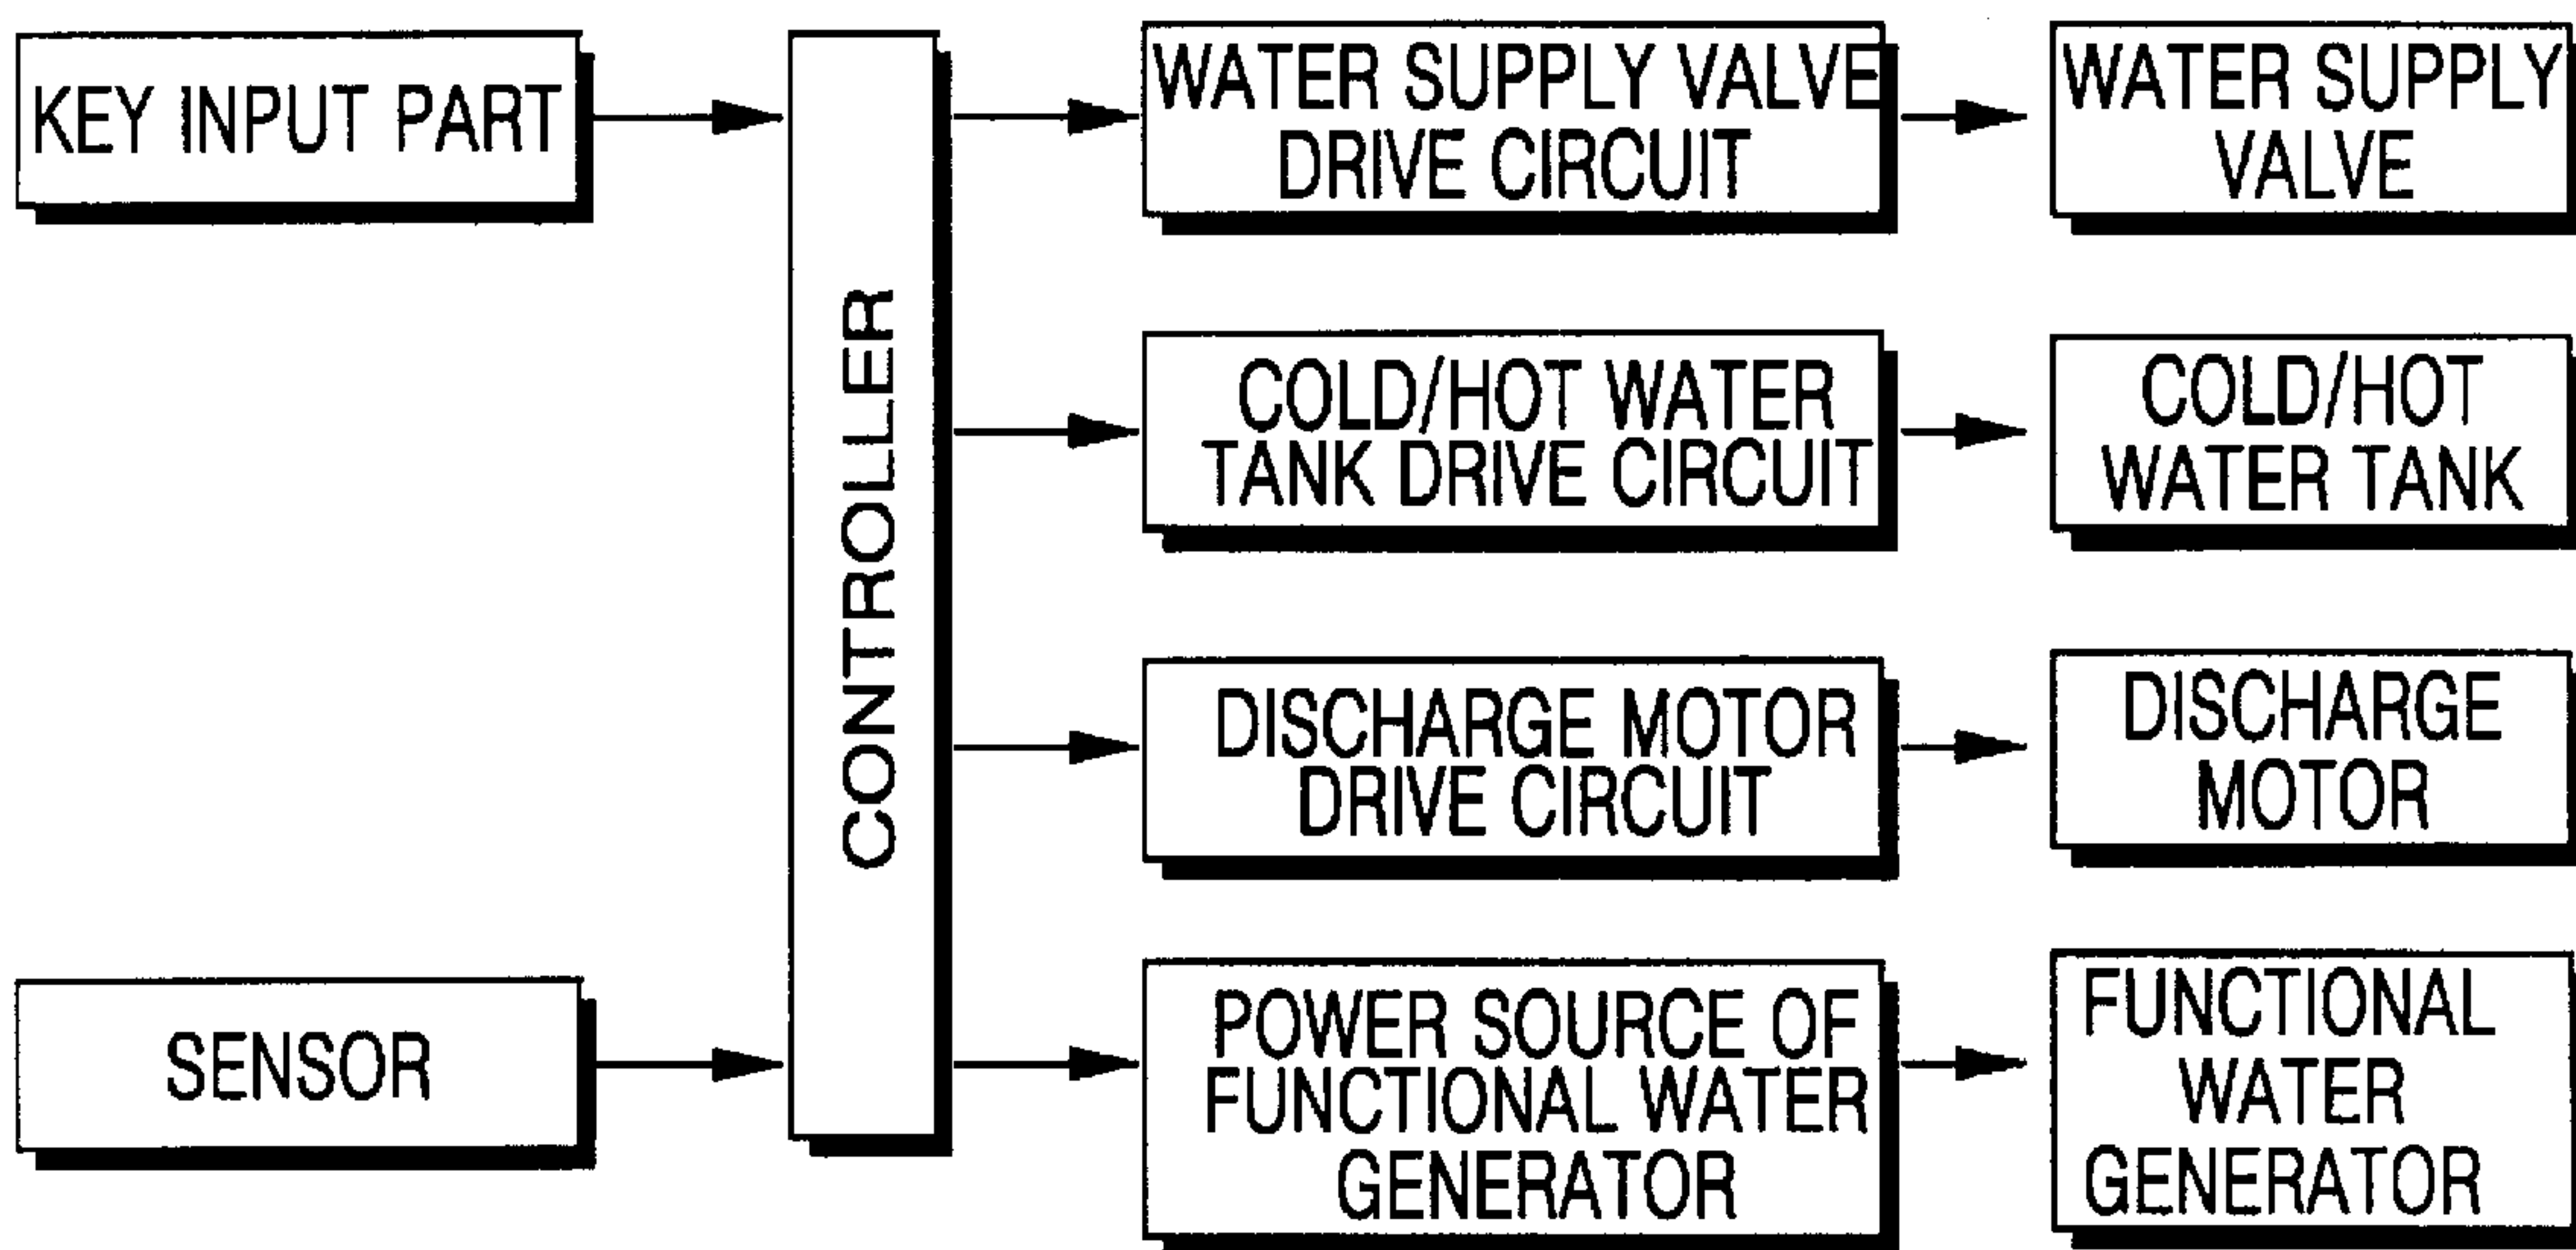 KEY INPUT PART
CONTROLLER
WATER SUPPLY VALVE
DRIVE CIRCUIT
WATER SUPPLY
VALVE
COLD/HOT WATER
TANK DRIVE CIRCUIT
COLD/HOT
WATER TANK
DISCHARGE MOTOR
DRIVE CIRCUIT
DISCHARGE
MOTOR
SENSOR
POWER SOURCE OF
FUNCTIONAL WATER
GENERATOR
FUNCTIONAL
WATER
GENERATOR